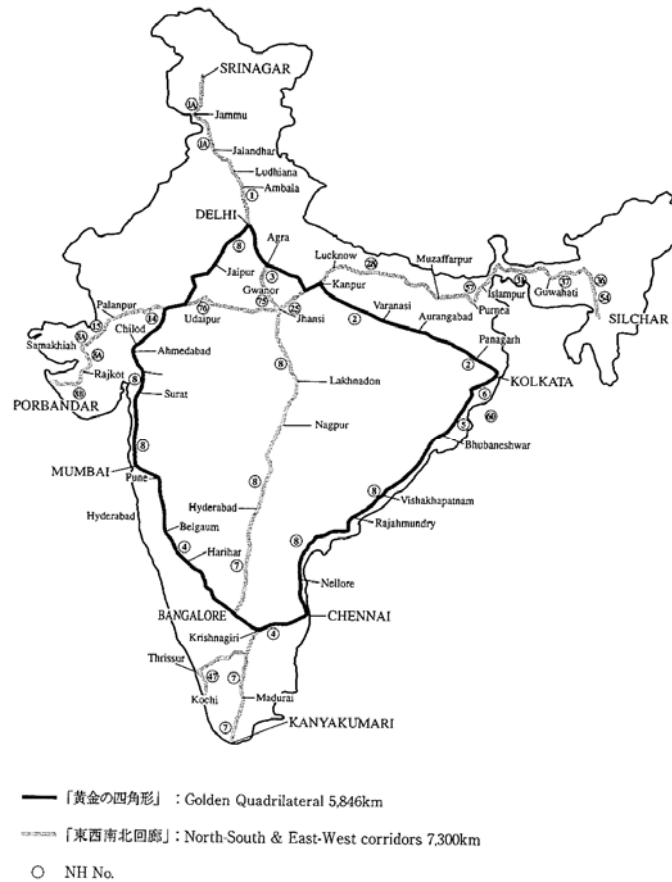 SRINAGAR
1A
Jammu
1A
Jalandhar
Ludhiana
Ambala
1
DELHI
8
Agra
Jaipur
3
Lucknow
28
Muzaffarpur
Gwanor
Kanpur
57
31
Islampur
37
36
Guwahati
54
Palanpur
75
25
Purnea
SILCHAR
15
14
76
Udaipur
Jhansi
2
Varanasi
Aurangabad
Chilod
8A
Samakhiah
Ahmedabad
Panagarh
8A
8
2
Rajkot
8
Lakhnadon
KOLKATA
8B
Surat
6
PORBANDAR
60
5
Nagpur
Bhubaneshwar
8
MUMBAI
Pune
8
8
Hyderabad
Vishakhapatnam
Hyderabad
Rajahmundry
Belgaum
8
4
Harihar
7
Nellore
BANGALORE
CHENNAI
Krishnagiri
4
Thrissur
47
7
Kochi
Madurai
7
KANYAKUMARI
「黄金の四角形」 : Golden Quadrilateral 5,846km
「東西南北回廊」 : North-South & East-West corridors 7,300km
NH No.